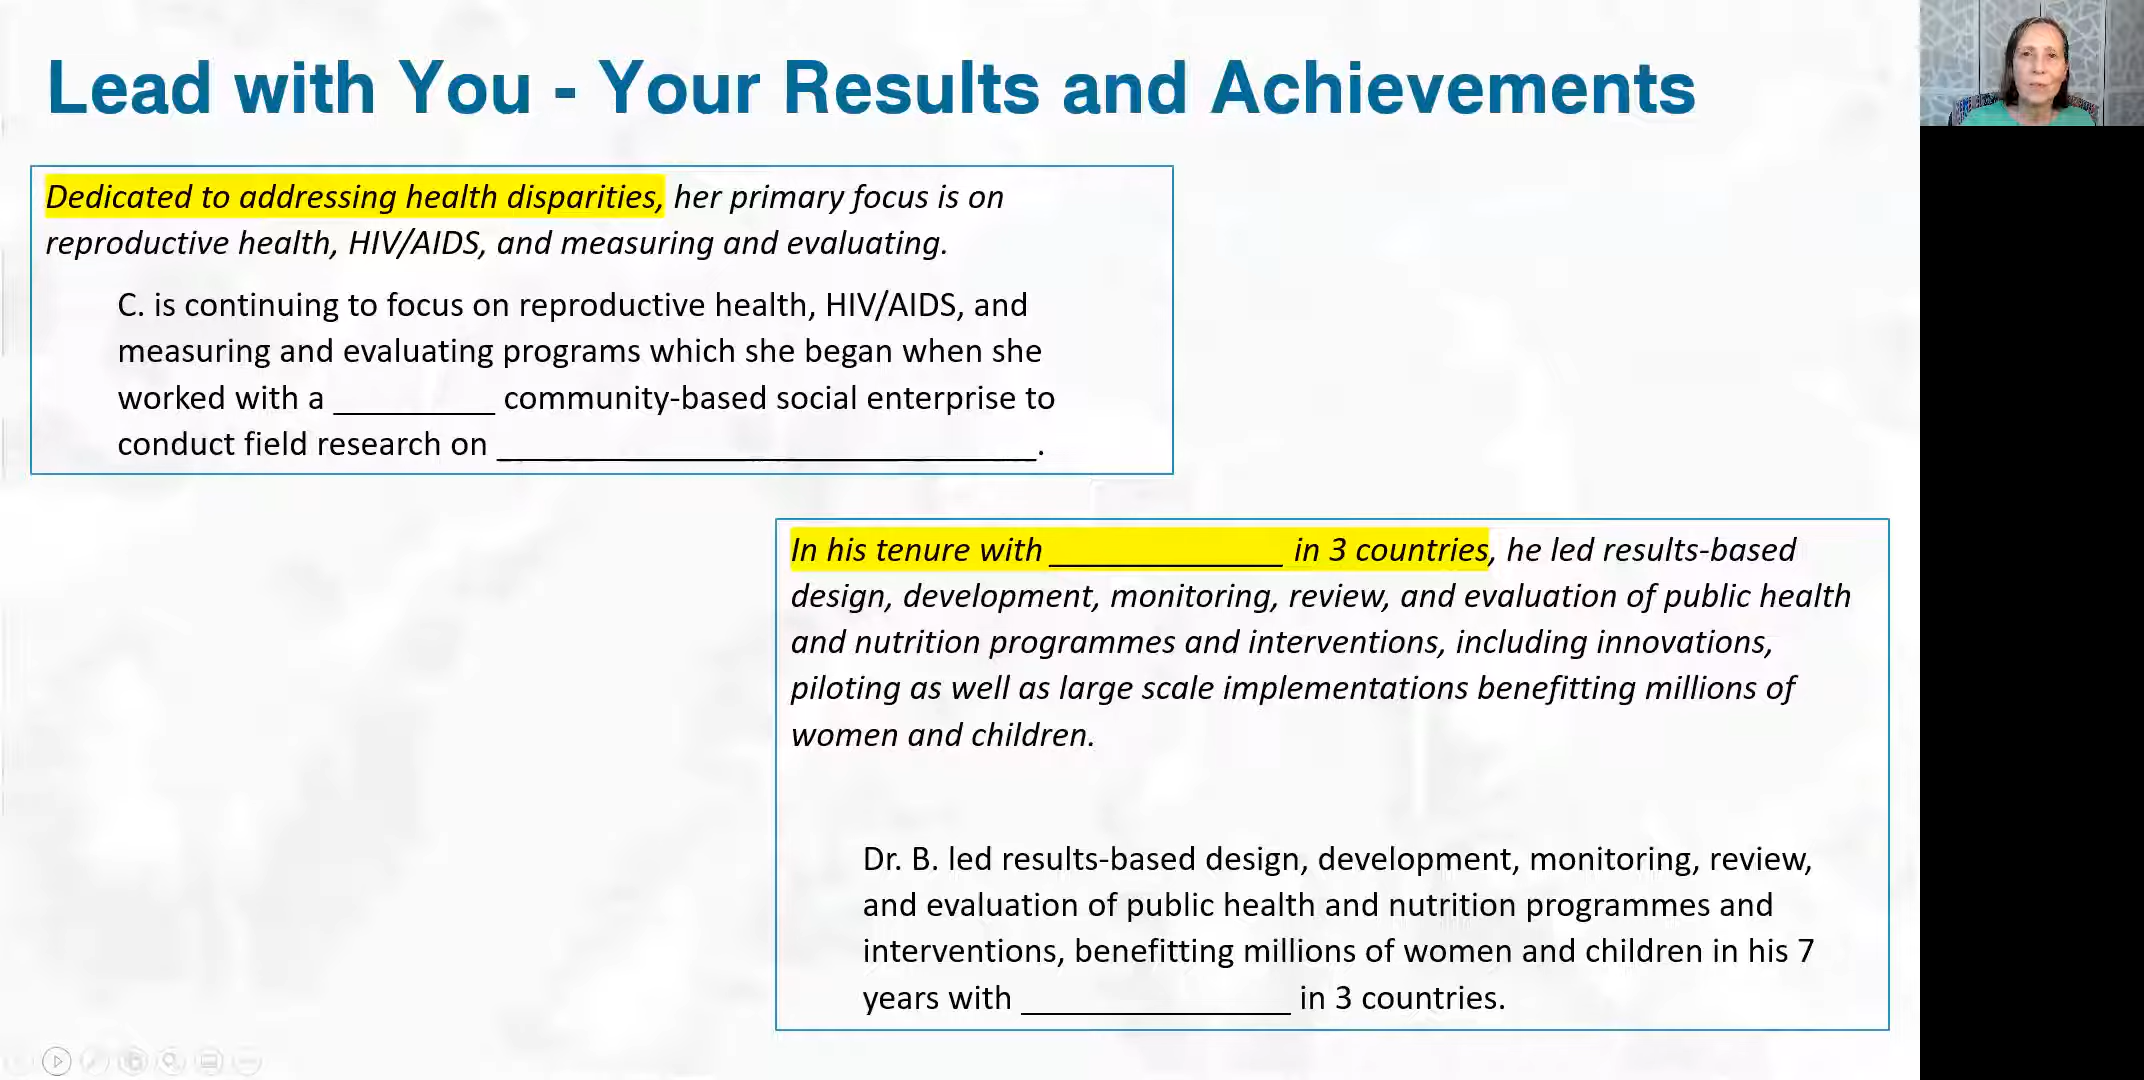 Lead with You - Your Results and Achievements
Dedicated to addressing health disparities, her primary focus is on
reproductive health, HIV/AIDS, and measuring and evaluating.
C. is continuing to focus on reproductive health, HIV/AIDS, and
measuring and evaluating programs which she began when she
worked with a __________ community-based social enterprise to
conduct field research on ________________________________.
In his tenure with ______________ in 3 countries, he led results-based
design, development, monitoring, review, and evaluation of public health
and nutrition programmes and interventions, including innovations,
piloting as well as large scale implementations benefitting millions of
women and children.
Dr. B. led results-based design, development, monitoring, review,
and evaluation of public health and nutrition programmes and
interventions, benefitting millions of women and children in his 7
years with ________________ in 3 countries.